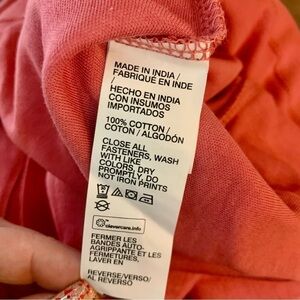 MADE IN INDIA /
FABRIQUÉ EN INDE
/
HECHO EN INDIA
CON INSUMOS
IMPORTADOS
100% COTTON /
COTON / ALGODÓN
CLOSE ALL
FASTENERS, WASH
WITH LIKE
COLORS, DRY
PROMPTLY, DO
NOT IRON PRINTS
clevercare.info
FERMER LES
BANDES AUTO-
AGRIPPANTE ET LES
FERMETURES,
LAVER EN
REVERSE/VERSO/
AL REVERSO